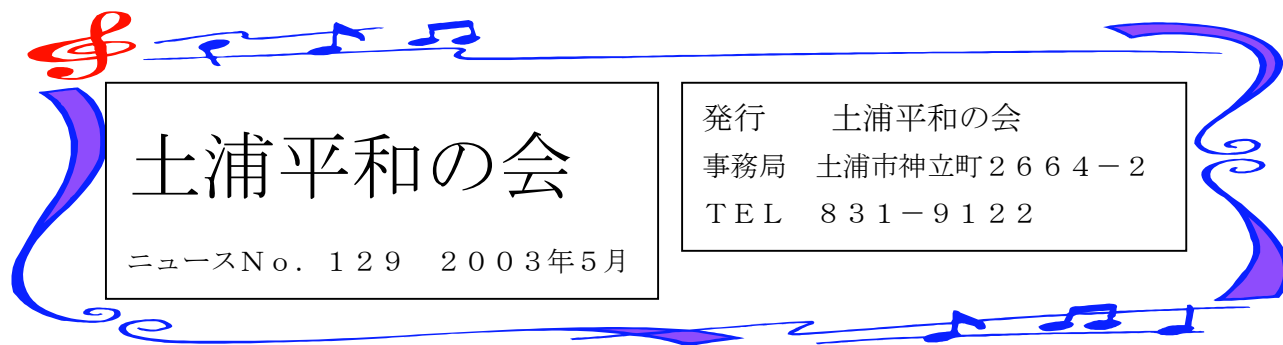 土浦平和の会
ニュースNo．１２９　２００３年５月
発行　　土浦平和の会
事務局　土浦市神立町２６６４－２
ＴＥＬ　８３１－９１２２